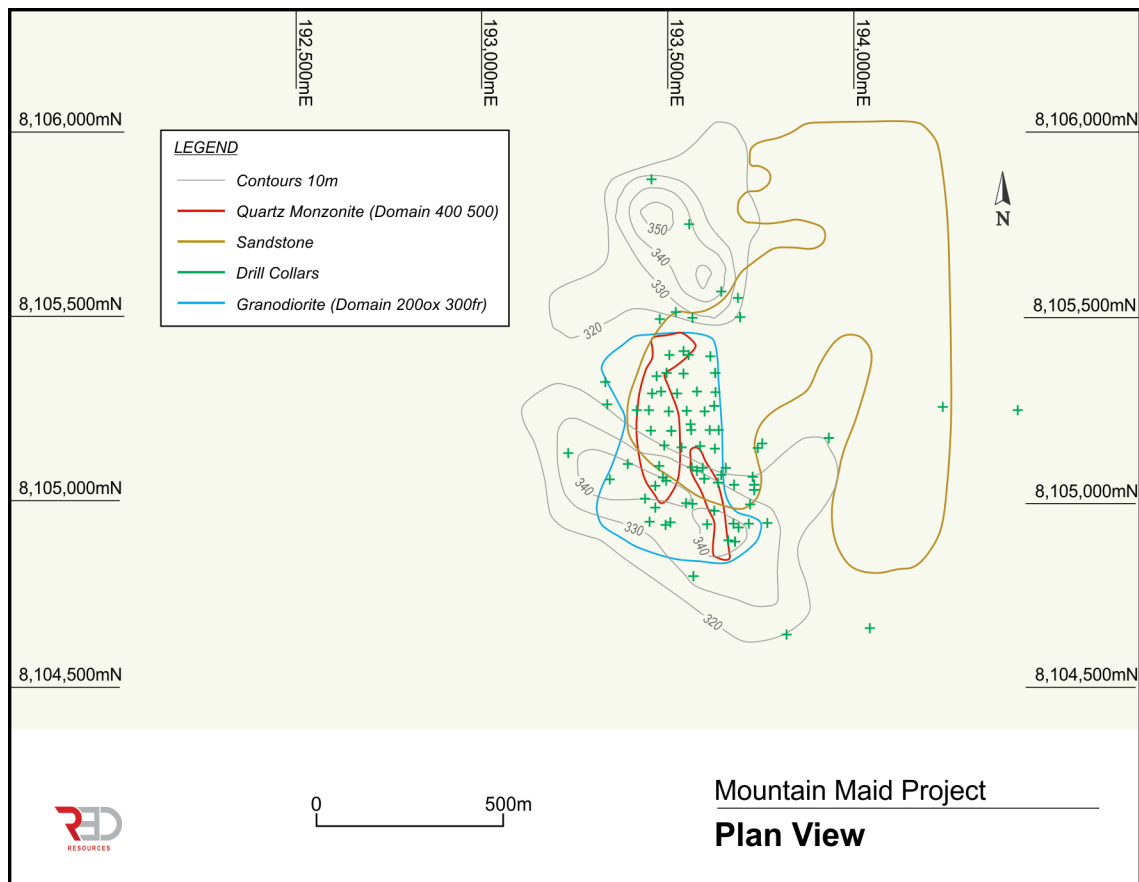 192,500mE
193,000mE
193,500mE
194,000mE
8,106,000mN
8,106,000mN
LEGEND
Contours 10m
Quartz Monzonite (Domain 400 500)
Sandstone
Drill Collars
Granodiorite (Domain 200ox 300fr)
N
350
340
330
320
8,105,500mN
8,105,500mN
340
330
340
320
8,105,000mN
8,105,000mN
8,104,500mN
8,104,500mN
RED
RESOURCES
0 500m
Mountain Maid Project
Plan View